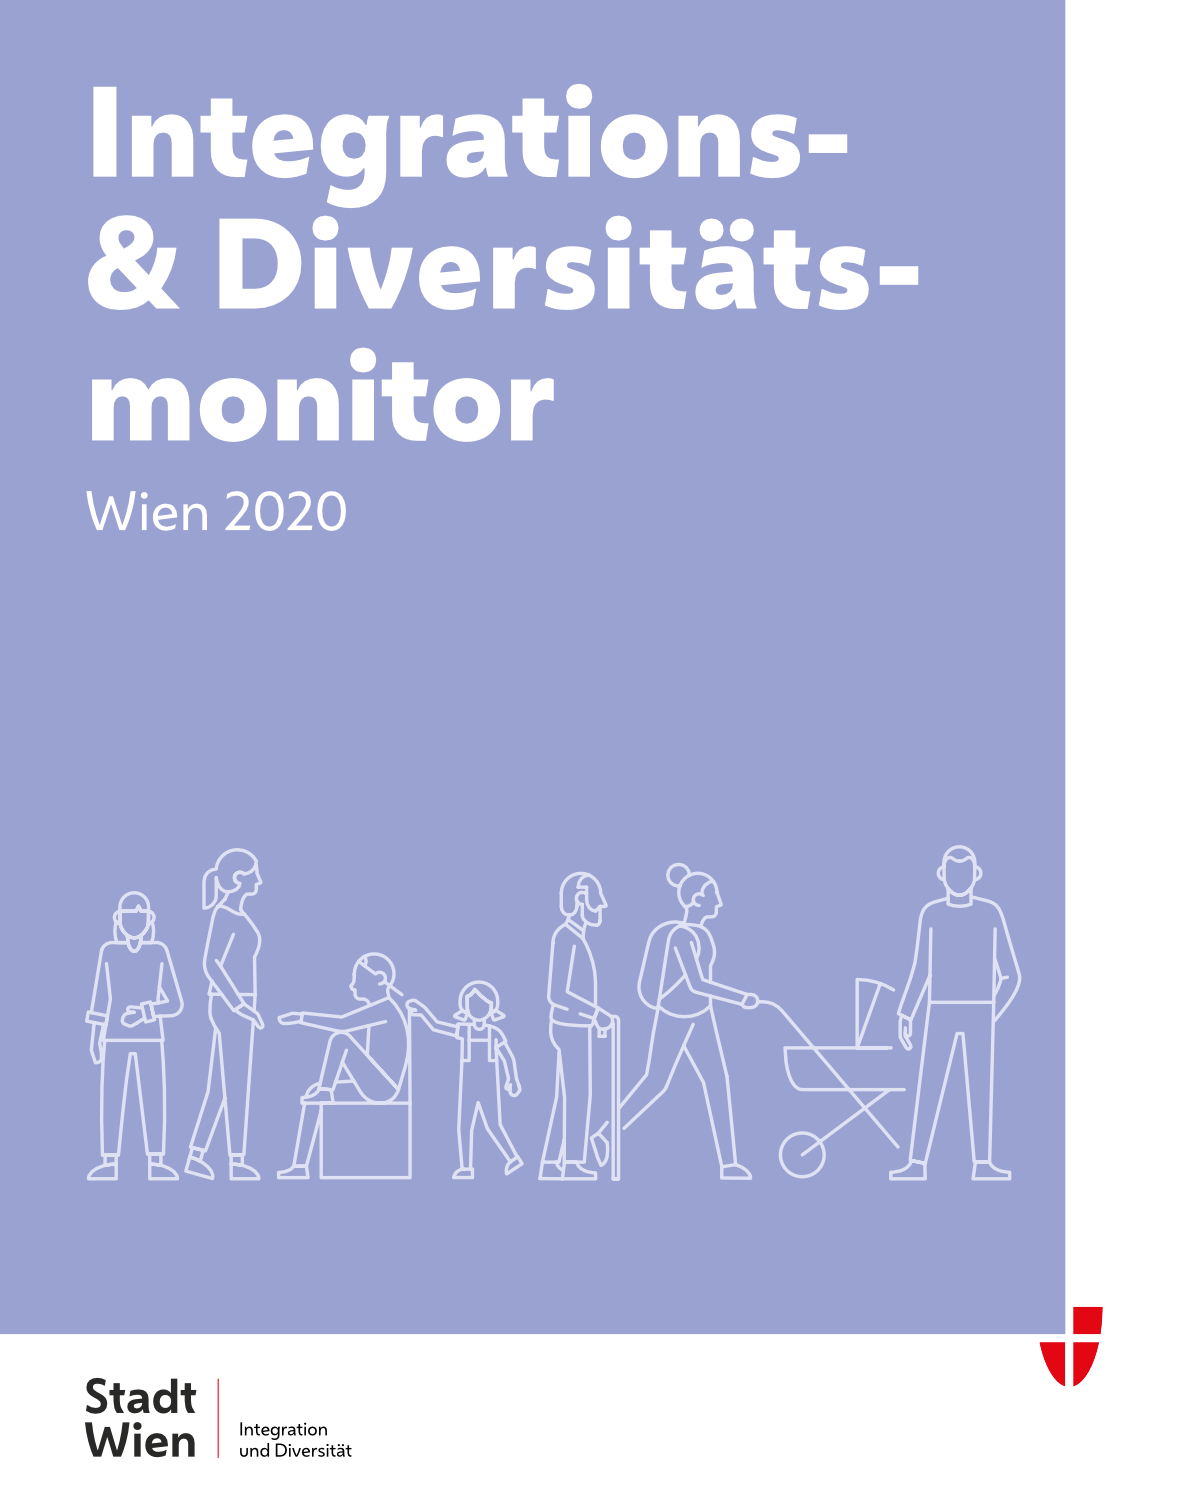 Integrations-
& Diversitäts-
monitor
Wien 2020
Stadt
Wien
Integration
und Diversität